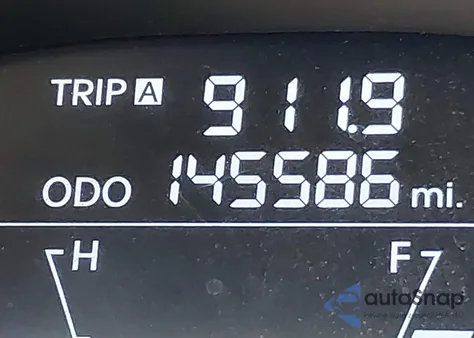 TRIP A 911.9
ODO 145586 mi.
H F
autoSnap